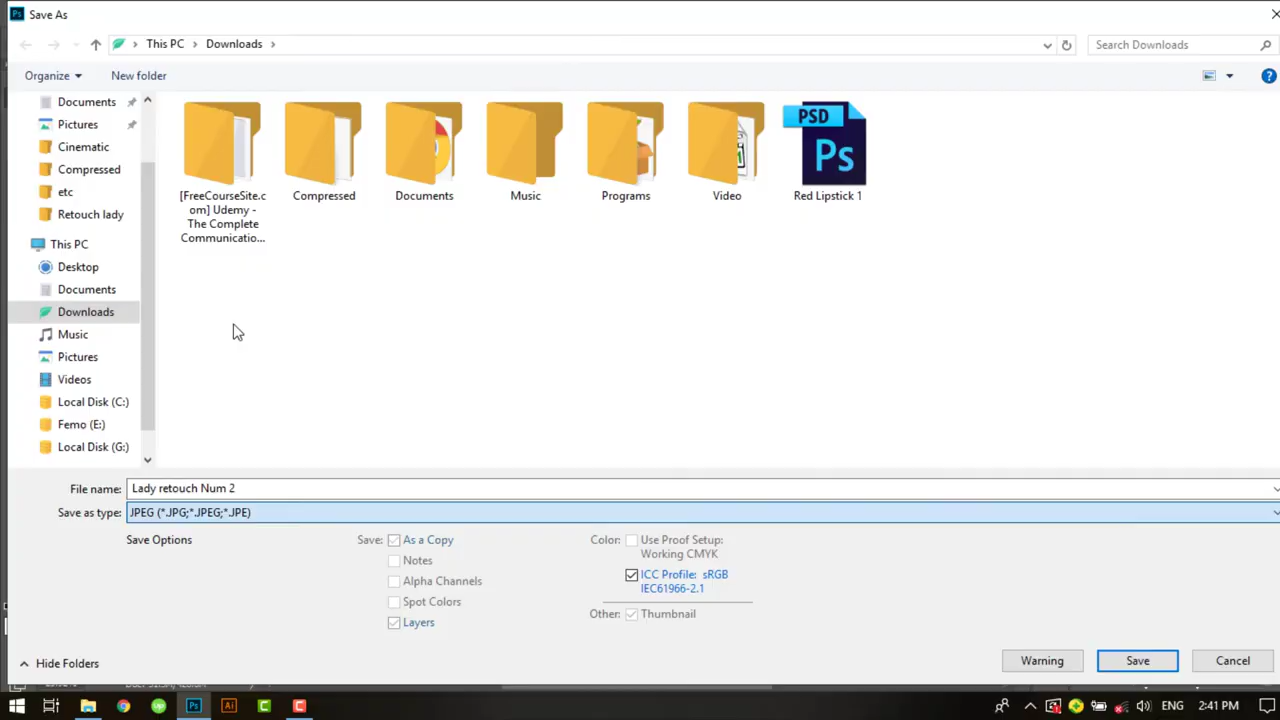 Save As
This PC
Downloads
Search Downloads
Organize
New folder
Documents
Pictures
Cinematic
Compressed
etc
Retouch lady
This PC
Desktop
Documents
Downloads
Music
Pictures
Videos
Local Disk (C:)
Femo (E:)
Local Disk (G:)
[FreeCourseSite.c
om] Udemy -
The Complete
Communicatio...
Compressed
Documents
Music
Programs
Video
PSD
Ps
Red Lipstick 1
File name: Lady retouch Num 2
Save as type: JPEG (*.JPG;*.JPEG;*.JPE)
Save Options
Save: As a Copy
Notes
Alpha Channels
Spot Colors
Layers
Color: Use Proof Setup:
Working CMYK
ICC Profile: sRGB
IEC61966-2.1
Other: Thumbnail
Hide Folders
Warning
Save
Cancel
Ps
Ai
ENG
2:41 PM